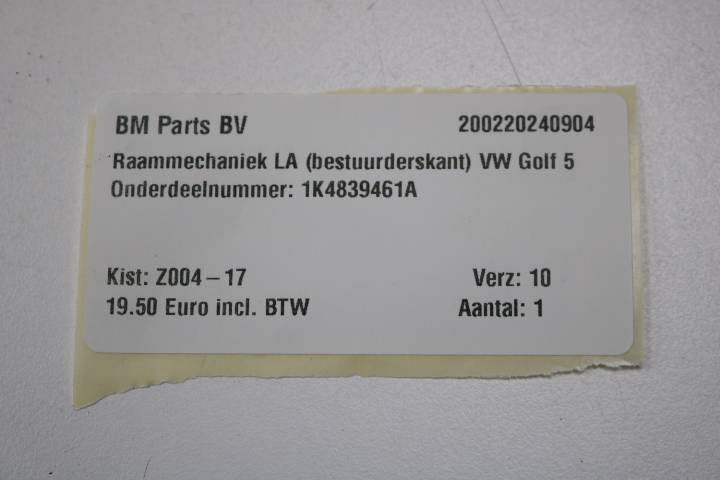 BM Parts BV 200220240904
Raammechaniek LA (bestuurderskant) VW Golf 5
Onderdeelnummer: 1K4839461A
Kist: Z004-17 Verz: 10
19.50 Euro incl. BTW Aantal: 1